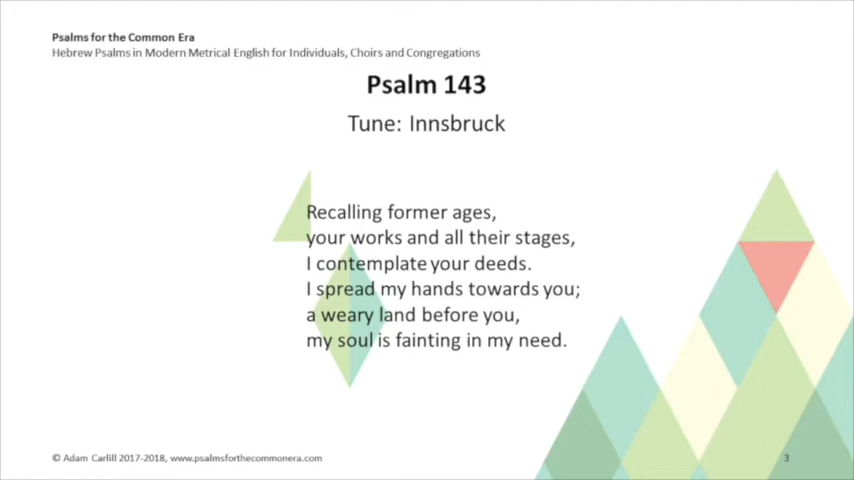 Psalms for the Common Era
Hebrew Psalms in Modern Metrical English for Individuals, Choirs and Congregations
Psalm 143
Tune: Innsbruck
Recalling former ages,
your works and all their stages,
I contemplate your deeds.
I spread my hands towards you;
a weary land before you,
my soul is fainting in my need.
© Adam Carlill 2017-2018, www.psalmsforthecommonera.com
3